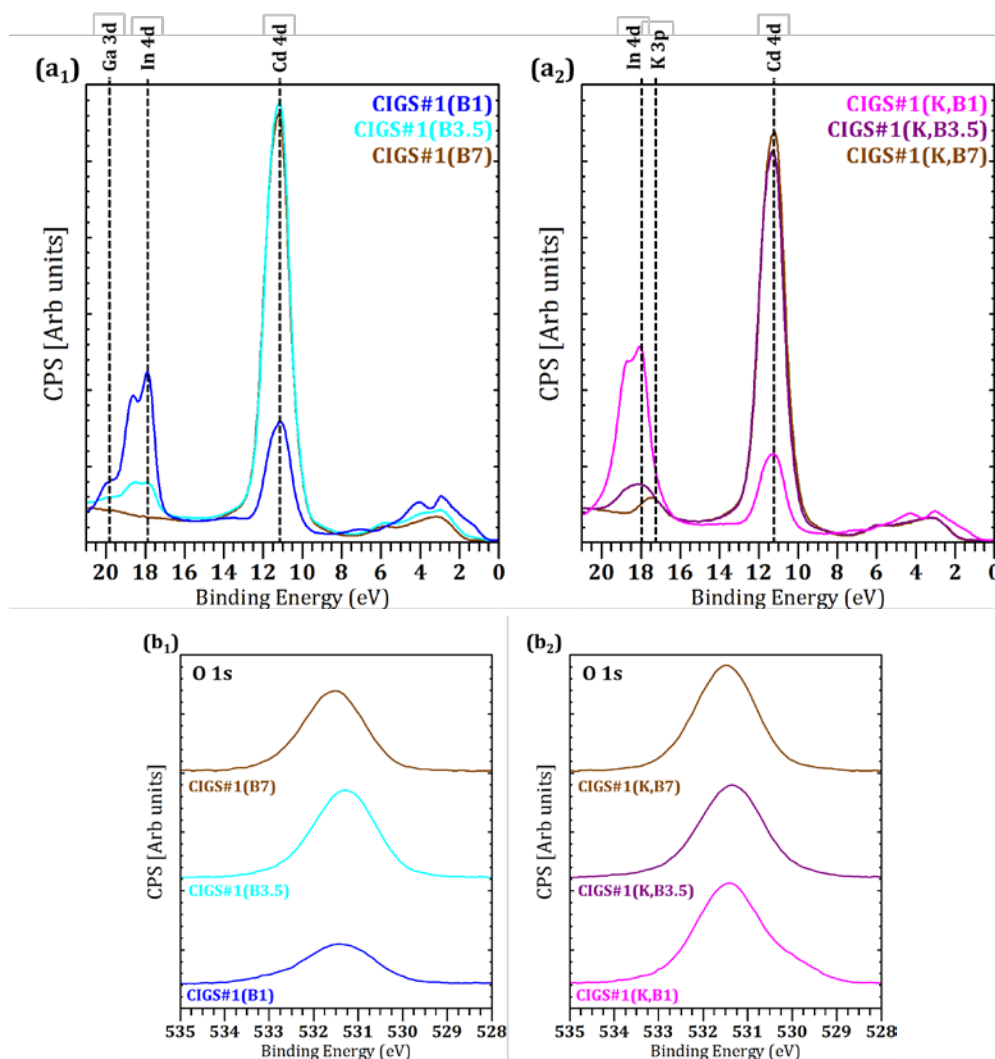 Ga 3d In 4d Cd 4d
(a₁)
CIGS#1(B1)
CIGS#1(B3.5)
CIGS#1(B7)
CPS [Arb units]
20 18 16 14 12 10 8 6 4 2 0
Binding Energy (eV)
In 4d K 3p Cd 4d
(a₂)
CIGS#1(K,B1)
CIGS#1(K,B3.5)
CIGS#1(K,B7)
CPS [Arb units]
20 18 16 14 12 10 8 6 4 2 0
Binding Energy (eV)
(b₁)
O 1s
CIGS#1(B7)
CIGS#1(B3.5)
CIGS#1(B1)
CPS [Arb units]
535 533 532 531 530 529 528
Binding Energy (eV)
(b₂)
O 1s
CIGS#1(K,B7)
CIGS#1(K,B3.5)
CIGS#1(K,B1)
CPS [Arb units]
535 533 532 531 530 529 528
Binding Energy (eV)